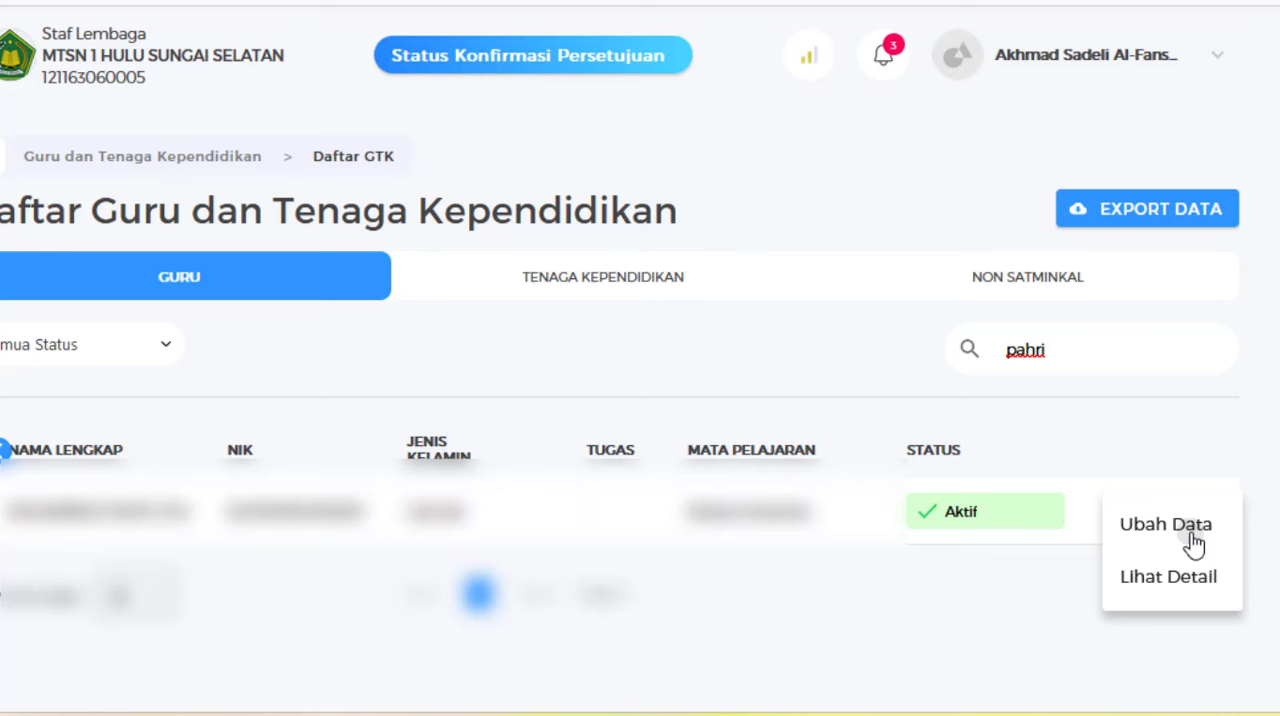 Staf Lembaga
MTSN 1 HULU SUNGAI SELATAN
121163060005
Status Konfirmasi Persetujuan
3
Akhmad Sadeli Al-Fans...
Guru dan Tenaga Kependidikan > Daftar GTK
aftar Guru dan Tenaga Kependidikan
EXPORT DATA
GURU
TENAGA KEPENDIDIKAN
NON SATMINKAL
mua Status
pahri
NAMA LENGKAP
NIK
JENIS
KELAMIN
TUGAS
MATA PELAJARAN
STATUS
Aktif
Ubah Data
Lihat Detail